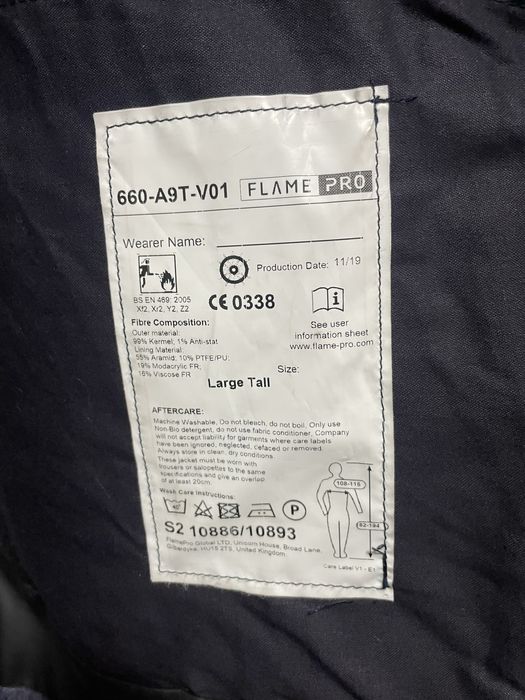 660-A9T-V01 FLAME PRO
Wearer Name:
Production Date: 11/19
BS EN 469: 2005
Xf2, Xr2, Y2, Z2
CE 0338
i
Fibre Composition:
Outer material:
99% Kermel; 1% Anti-stat
Lining Material:
55% Aramid; 10% PTFE/PU;
19% Modacrylic FR;
16% Viscose FR
See user
information sheet
www.flame-pro.com
Size:
Large Tall
AFTERCARE:
Machine Washable, Do not bleach, do not boil, Only use
Non-Bio detergent, do not use fabric conditioner, Company
will not accept liability for garments where care labels
have been ignored, neglected, defaced or removed.
Always store in clean, dry conditions.
These jacket must be worn with
trousers or salopettes to the same
specifications and give an overlap
of at least 20cm.
108-116
Wash Care Instructions:
P
S2 10886/10893
FlamePro Global LTD, Unicorn House, Broad Lane,
Gilberdyke, HU15 2TS, United Kingdom
Care Label V1 - E1